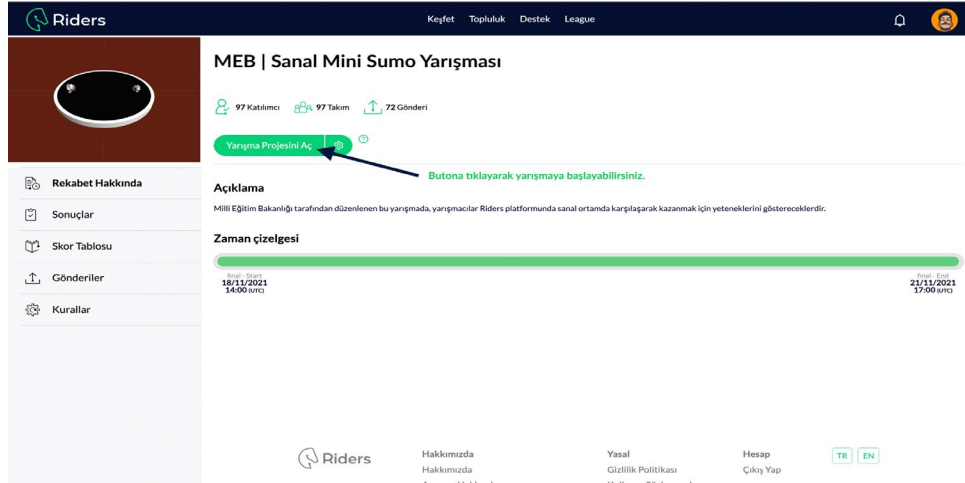 Riders
Keşfet Topluluk Destek League
MEB | Sanal Mini Sumo Yarışması
97 Katılımcı 97 Takım 72 Gönderi
Yarışma Projesini Aç
Butona tıklayarak yarışmaya başlayabilirsiniz.
Rekabet Hakkında
Sonuçlar
Skor Tablosu
Gönderiler
Kurallar
Açıklama
Milli Eğitim Bakanlığı tarafından düzenlenen bu yarışmada, yarışmacılar Riders platformunda sanal ortamda karşılaşarak kazanmak için yeteneklerini göstereceklerdir.
Zaman çizelgesi
final - Start
18/11/2021
14:00 (UTC)
final - End
21/11/2021
17:00 (UTC)
Riders
Hakkımızda
Hakkımızda
Yasal
Gizlilik Politikası
Hesap
Çıkış Yap
TR EN